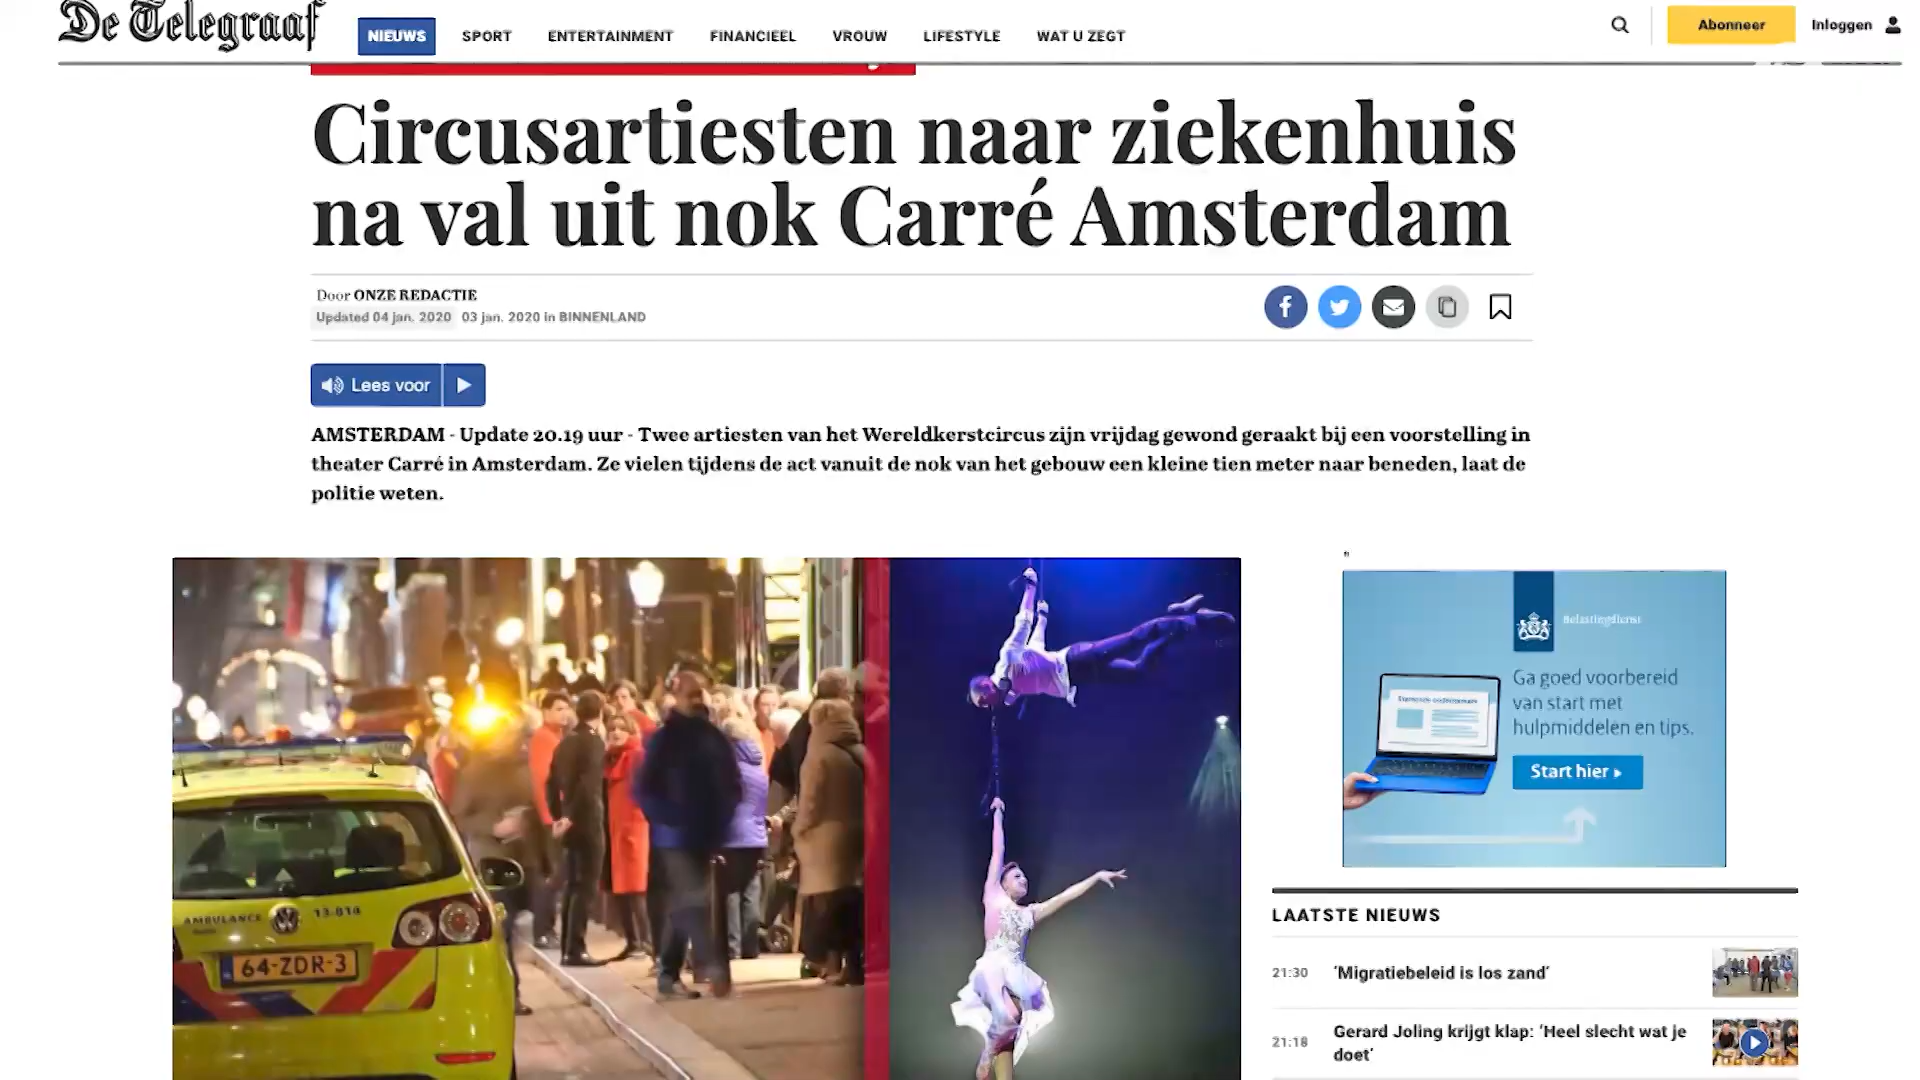 De Telegraaf
NIEUWS SPORT ENTERTAINMENT FINANCIEEL VROUW LIFESTYLE WAT U ZEGT
Abonneer Inloggen
Circusartiesten naar ziekenhuis
na val uit nok Carré Amsterdam
Door ONZE REDACTIE
Updated 04 jan. 2020 03 jan. 2020 in BINNENLAND
Lees voor
AMSTERDAM - Update 20.19 uur - Twee artiesten van het Wereldkerstcircus zijn vrijdag gewond geraakt bij een voorstelling in
theater Carré in Amsterdam. Ze vielen tijdens de act vanuit de nok van het gebouw een kleine tien meter naar beneden, laat de
politie weten.
Belastingdienst
Ga goed voorbereid
van start met
hulpmiddelen en tips.
Start hier
AMBULANCE 13-814
64-ZDR-3
LAATSTE NIEUWS
21:30 'Migratiebeleid is los zand'
21:18 Gerard Joling krijgt klap: 'Heel slecht wat je
doet'